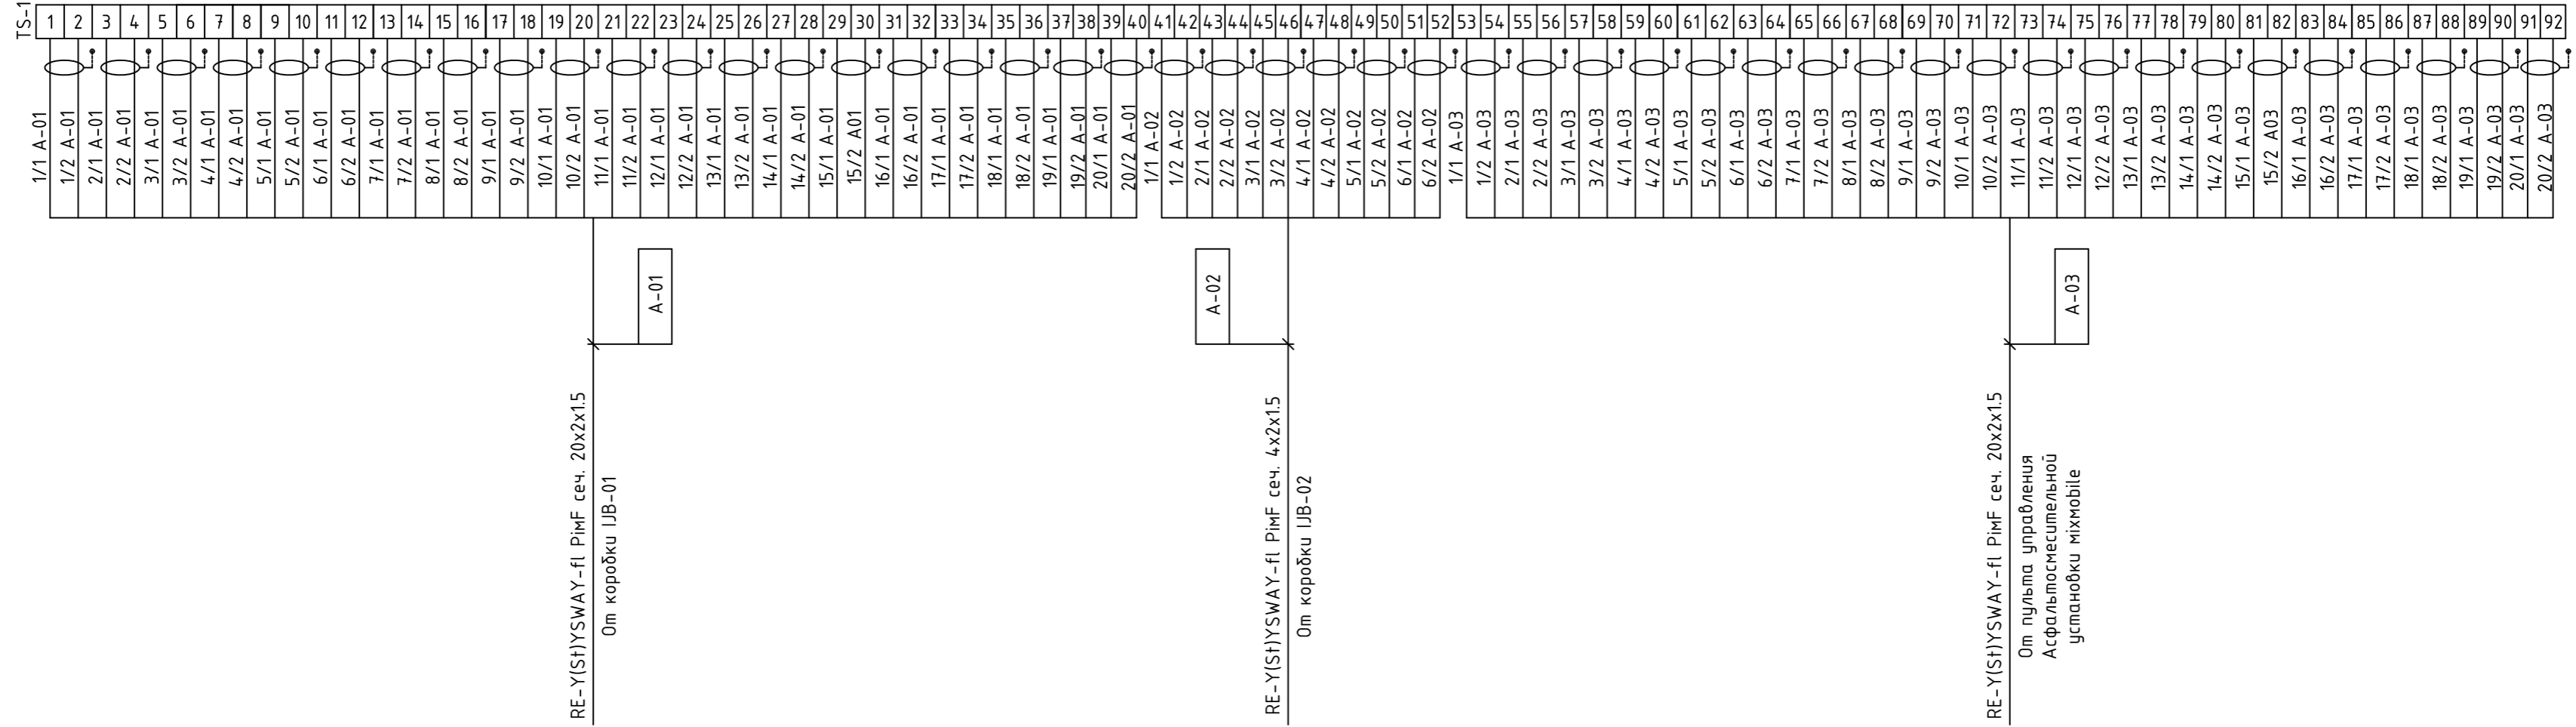 TS-1
1 2 3 4 5 6 7 8 9 10 11 12 13 14 15 16 17 18 19 20 21 22 23 24 25 26 27 28 29 30 31 32 33 34 35 36 37 38 39 40 41 42 43 44 45 46 47 48 49 50 51 52 53 54 55 56 57 58 59 60 61 62 63 64 65 66 67 68 69 70 71 72 73 74 75 76 77 78 79 80 81 82 83 84 85 86 87 88 89 90 91 92
1/1 A-01
1/2 A-01
2/1 A-01
2/2 A-01
3/1 A-01
3/2 A-01
4/1 A-01
4/2 A-01
5/1 A-01
5/2 A-01
6/1 A-01
6/2 A-01
7/1 A-01
7/2 A-01
8/1 A-01
8/2 A-01
9/1 A-01
9/2 A-01
10/1 A-01
10/2 A-01
11/1 A-01
11/2 A-01
12/1 A-01
12/2 A-01
13/1 A-01
13/2 A-01
14/1 A-01
14/2 A-01
15/1 A-01
15/2 A01
16/1 A-01
16/2 A-01
17/1 A-01
17/2 A-01
18/1 A-01
18/2 A-01
19/1 A-01
19/2 A-01
20/1 A-01
20/2 A-01
1/1 A-02
1/2 A-02
2/1 A-02
2/2 A-02
3/1 A-02
3/2 A-02
4/1 A-02
4/2 A-02
5/1 A-02
5/2 A-02
6/1 A-02
6/2 A-02
1/1 A-03
1/2 A-03
2/1 A-03
2/2 A-03
3/1 A-03
3/2 A-03
4/1 A-03
4/2 A-03
5/1 A-03
5/2 A-03
6/1 A-03
6/2 A-03
7/1 A-03
7/2 A-03
8/1 A-03
8/2 A-03
9/1 A-03
9/2 A-03
10/1 A-03
10/2 A-03
11/1 A-03
11/2 A-03
12/1 A-03
12/2 A-03
13/1 A-03
13/2 A-03
14/1 A-03
14/2 A-03
15/1 A-03
15/2 A03
16/1 A-03
16/2 A-03
17/1 A-03
17/2 A-03
18/1 A-03
18/2 A-03
19/1 A-03
19/2 A-03
20/1 A-03
20/2 A-03
A-01
RE-Y(St)YSWAY-fl PimF сеч. 20x2x1.5
От коробки IJB-01
A-02
RE-Y(St)YSWAY-fl PimF сеч. 4x2x1.5
От коробки IJB-02
A-03
RE-Y(St)YSWAY-fl PimF сеч. 20x2x1.5
От пульта управления
Асфальтосмесительной
установки mixmobile